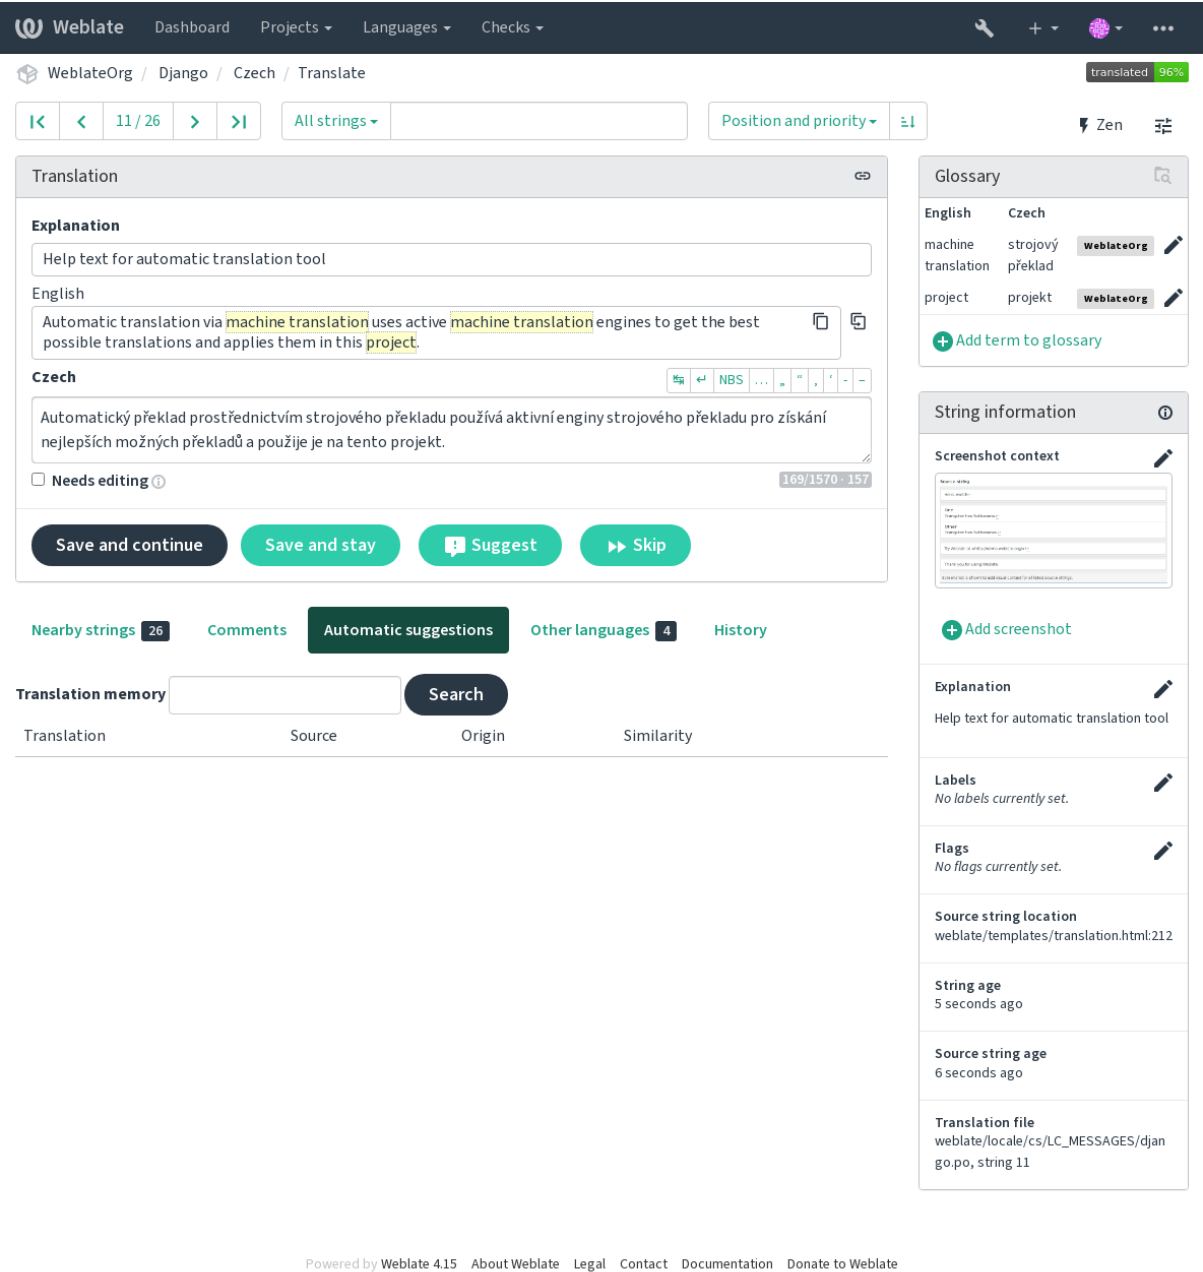 Weblate Dashboard Projects Languages Checks
WeblateOrg / Django / Czech / Translate translated 96%
11 / 26 All strings Position and priority Zen
Translation
Explanation
Help text for automatic translation tool
English
Automatic translation via machine translation uses active machine translation engines to get the best
possible translations and applies them in this project.
Czech NBS … „ “ ‚ ‘ - –
Automatický překlad prostřednictvím strojového překladu používá aktivní enginy strojového překladu pro získání
nejlepších možných překladů a použije je na tento projekt.
Needs editing 169/1570 · 157
Save and continue Save and stay Suggest Skip
Nearby strings 26 Comments Automatic suggestions Other languages 4 History
Translation memory Search
Translation Source Origin Similarity
Glossary
English Czech
machine strojový WeblateOrg
translation překlad
project projekt WeblateOrg
Add term to glossary
String information
Screenshot context
Add screenshot
Explanation
Help text for automatic translation tool
Labels
No labels currently set.
Flags
No flags currently set.
Source string location
weblate/templates/translation.html:212
String age
5 seconds ago
Source string age
6 seconds ago
Translation file
weblate/locale/cs/LC_MESSAGES/djan
go.po, string 11
Powered by Weblate 4.15 About Weblate Legal Contact Documentation Donate to Weblate